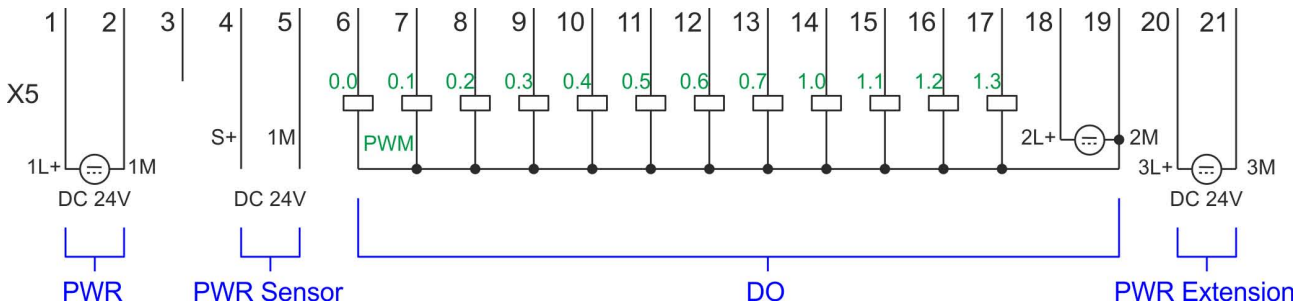 1 2 3 4 5 6 7 8 9 10 11 12 13 14 15 16 17 18 19 20 21
0.0 0.1 0.2 0.3 0.4 0.5 0.6 0.7 1.0 1.1 1.2 1.3
X5
S+ 1M PWM 2L+ 2M
1L+ 1M 3L+ 3M
DC 24V DC 24V DC 24V
PWR PWR Sensor DO PWR Extension